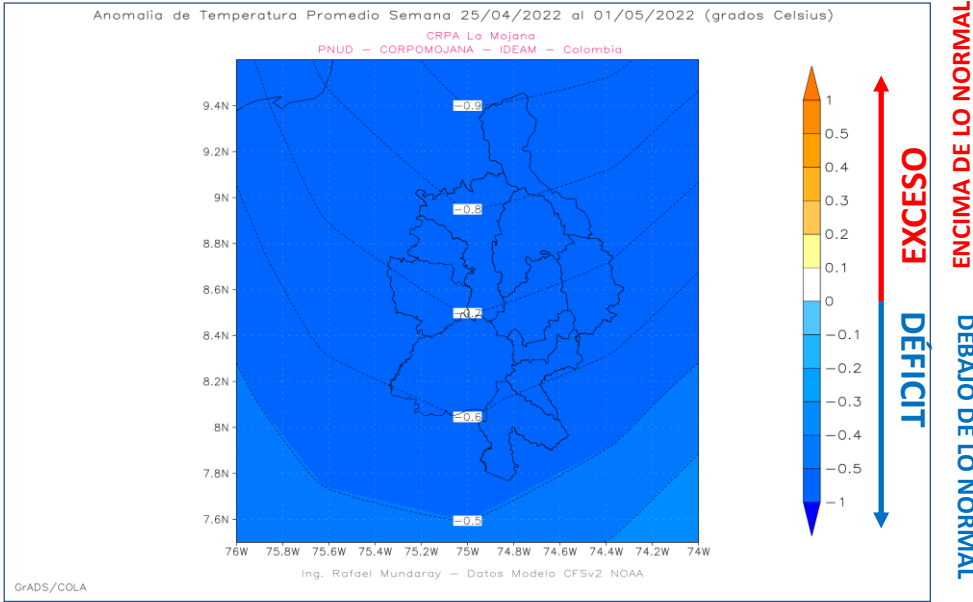 Anomalia de Temperatura Promedio Semana 25/04/2022 al 01/05/2022 (grados Celsius)
CRPA La Mojana
PNUD – CORPOMOJANA – IDEAM – Colombia
9.4N
9.2N
9N
8.8N
8.6N
8.4N
8.2N
8N
7.8N
7.6N
-0.9
-0.8
-0.7
-0.6
-0.5
76W 75.8W 75.6W 75.4W 75.2W 75W 74.8W 74.6W 74.4W 74.2W 74W
Ing. Rafael Mundaray – Datos Modelo CFSv2 NOAA
GrADS/COLA
1
0.5
0.4
0.3
0.2
0.1
0
-0.1
-0.2
-0.3
-0.4
-0.5
-1
EXCESO
DÉFICIT
ENCIMA DE LO NORMAL
DEBAJO DE LO NORMAL